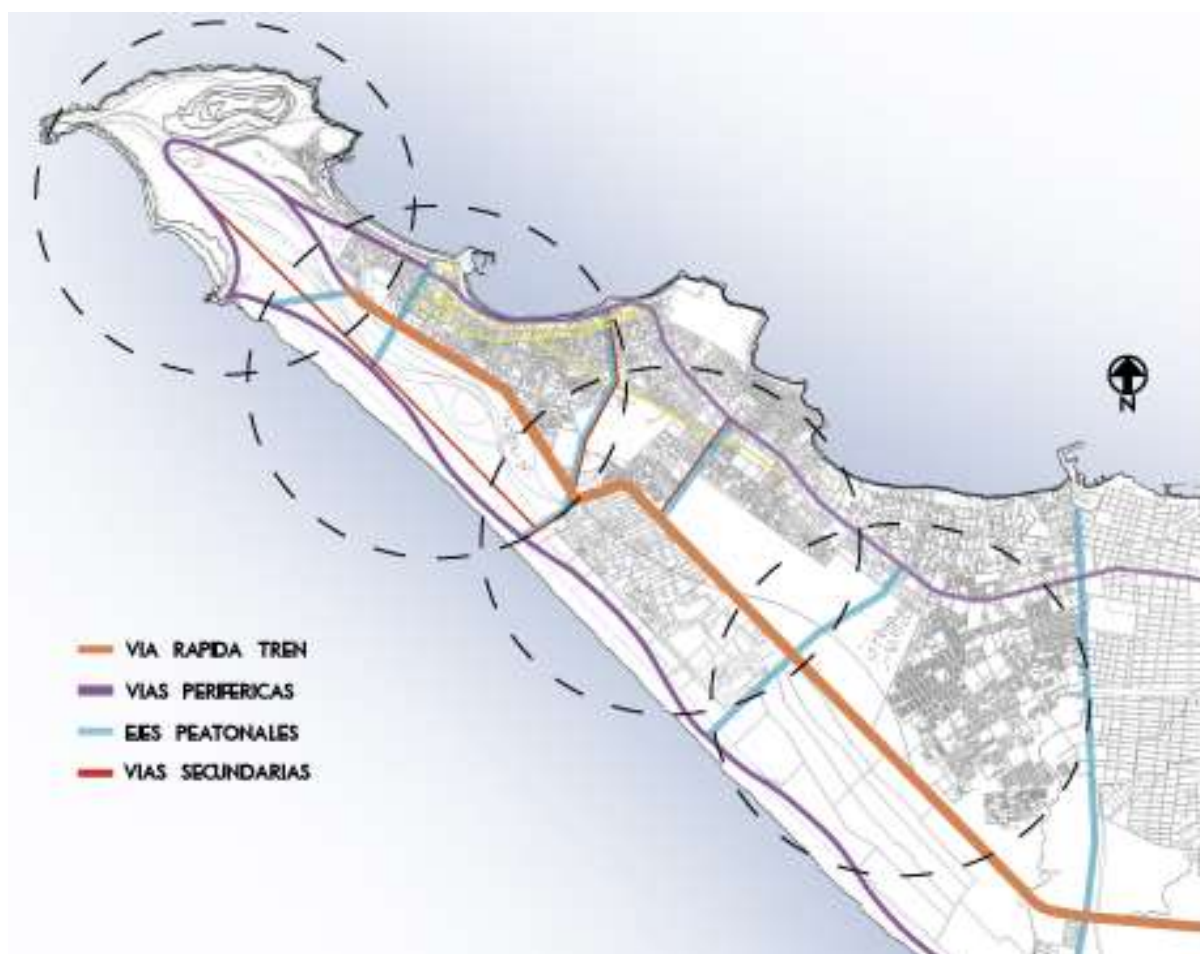 N
VIA RAPIDA TREN
VIAS PERIFERICAS
EJES PEATONALES
VIAS SECUNDARIAS